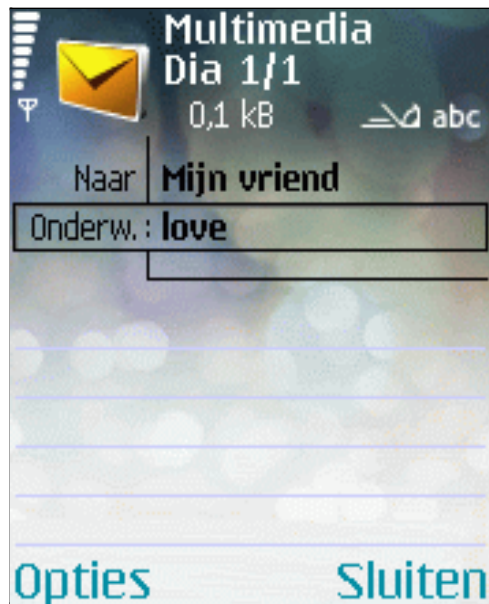 Multimedia
Dia 1/1
0,1 kB abc
Naar Mijn vriend
Onderw.: love
Opties Sluiten